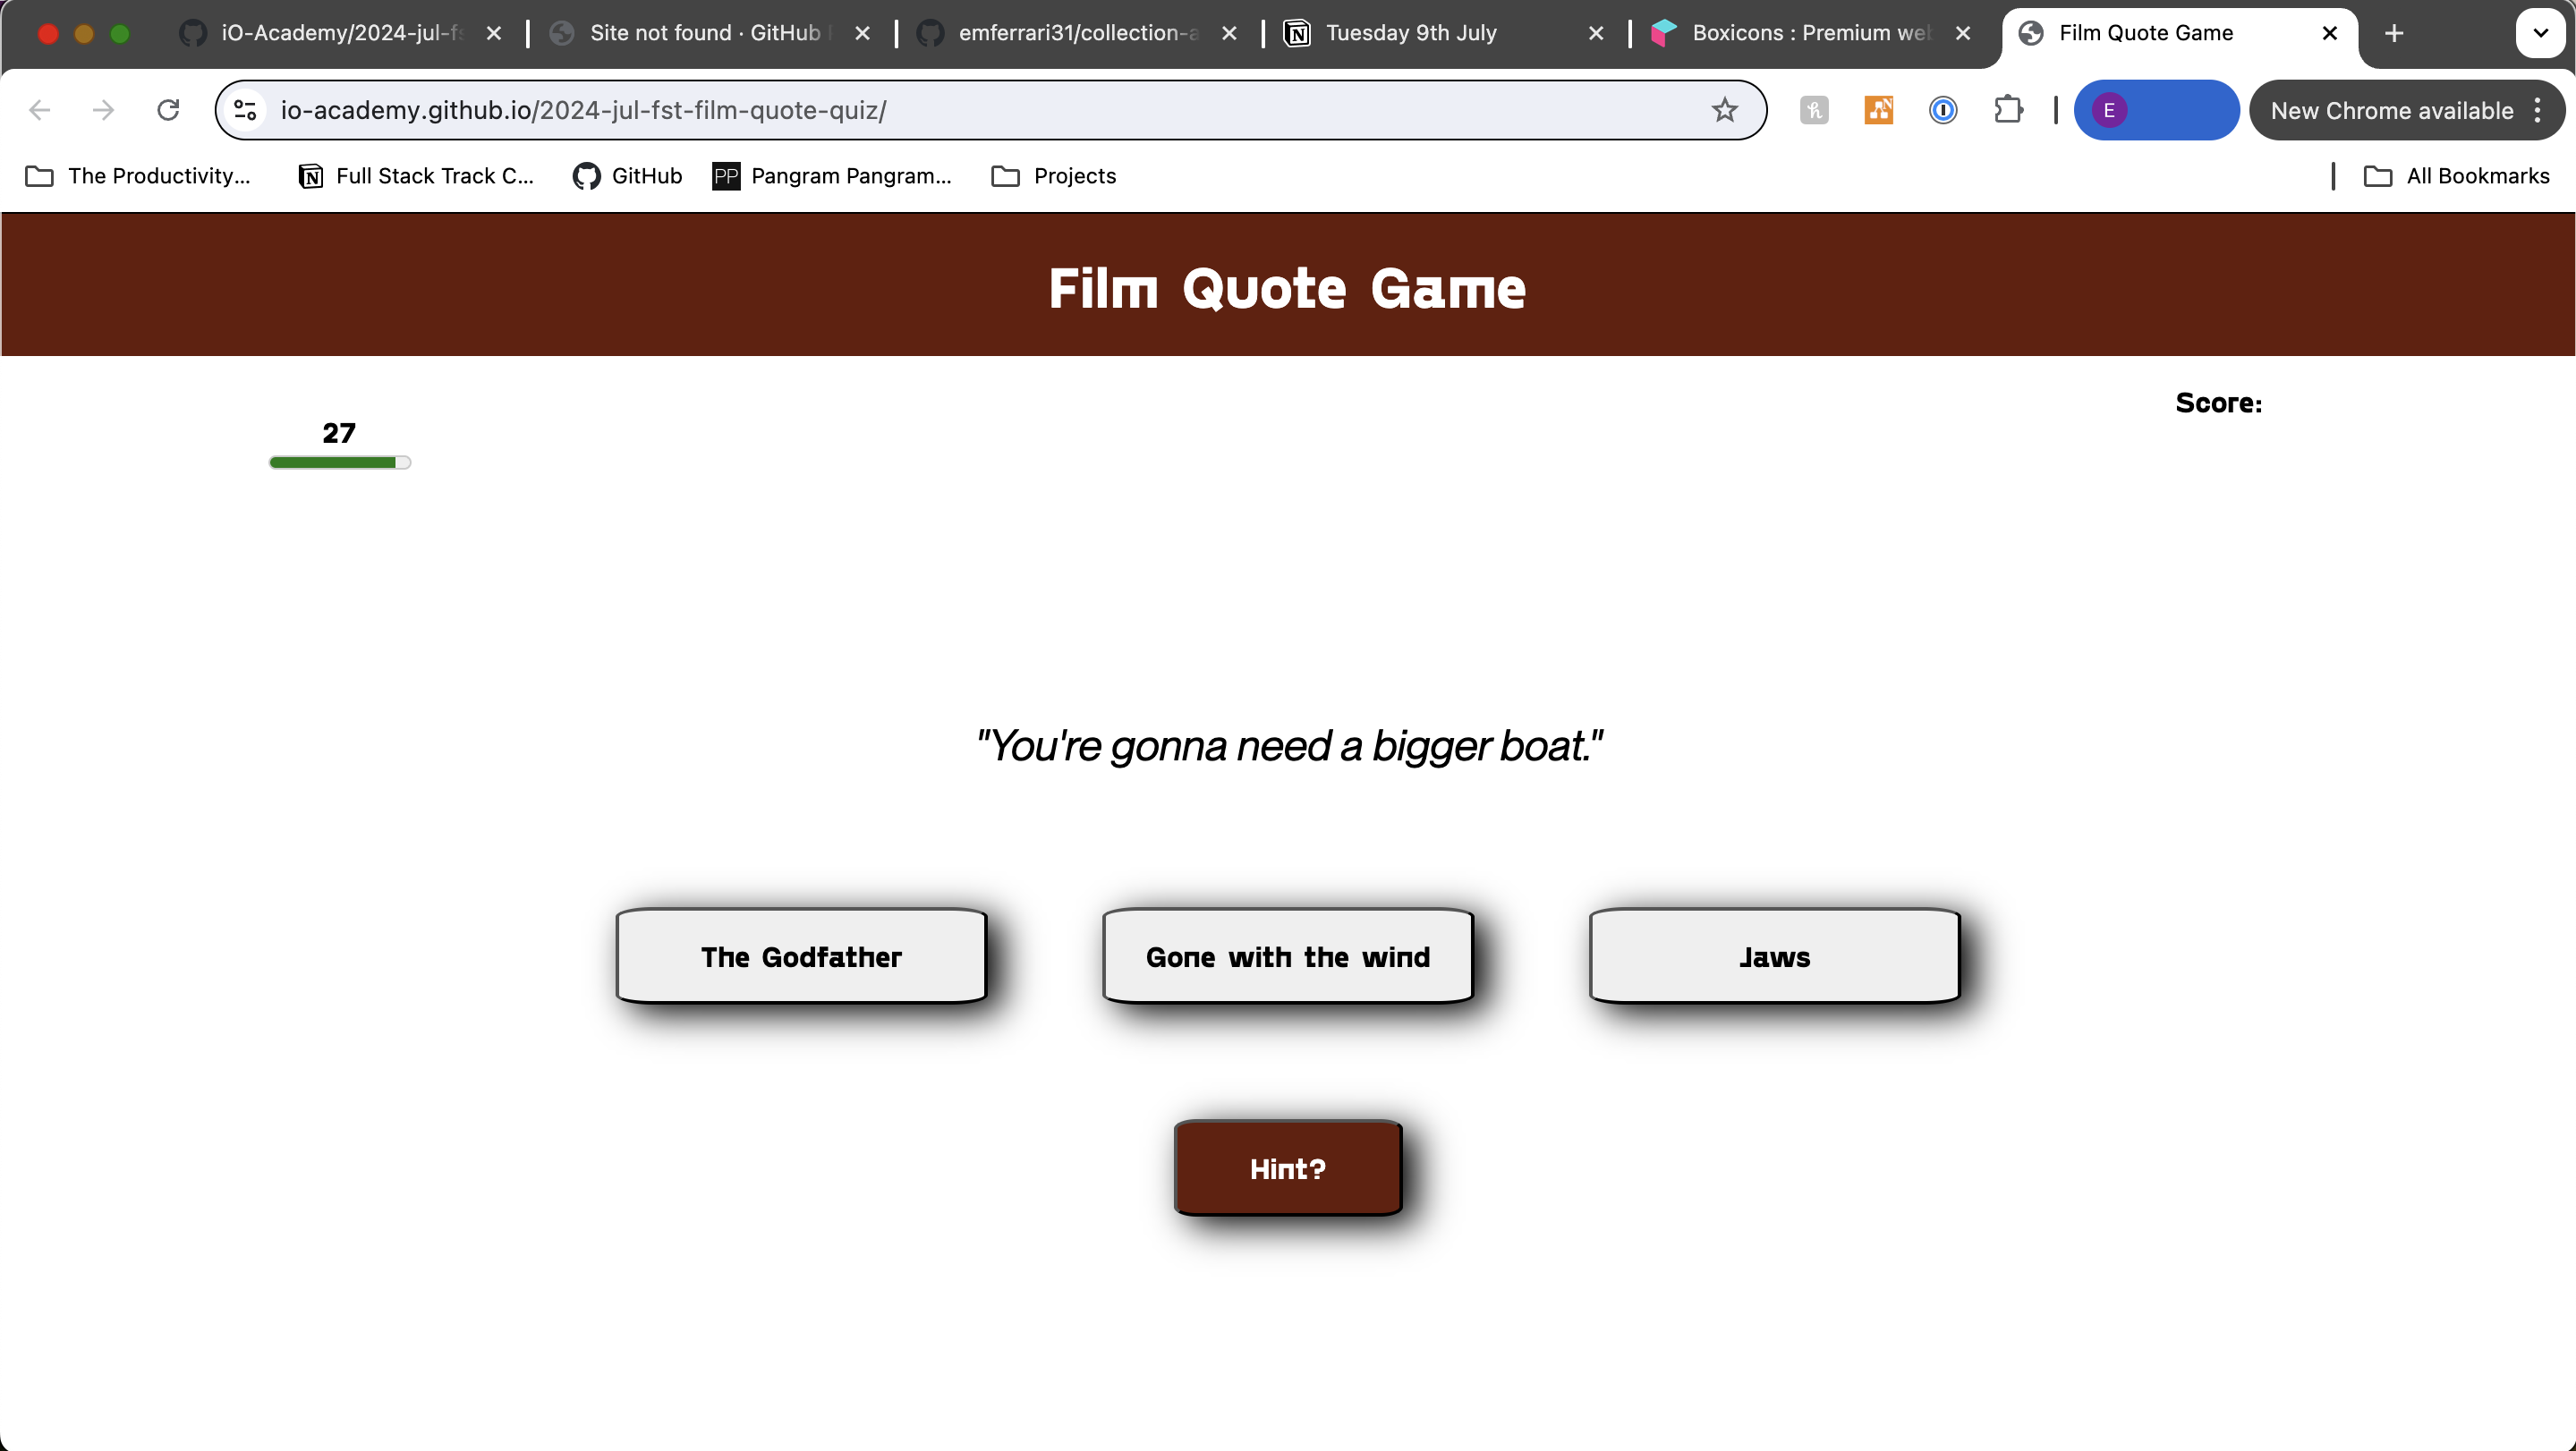 iO-Academy/2024-jul-fs
Site not found · GitHub
emferrari31/collection-a
Tuesday 9th July
Boxicons : Premium web
Film Quote Game
io-academy.github.io/2024-jul-fst-film-quote-quiz/
E
New Chrome available
The Productivity...
Full Stack Track C...
GitHub
PP
Pangram Pangram...
Projects
All Bookmarks
Film Quote Game
Score:
27
"You're gonna need a bigger boat."
The Godfather
Gone with the wind
Jaws
Hint?